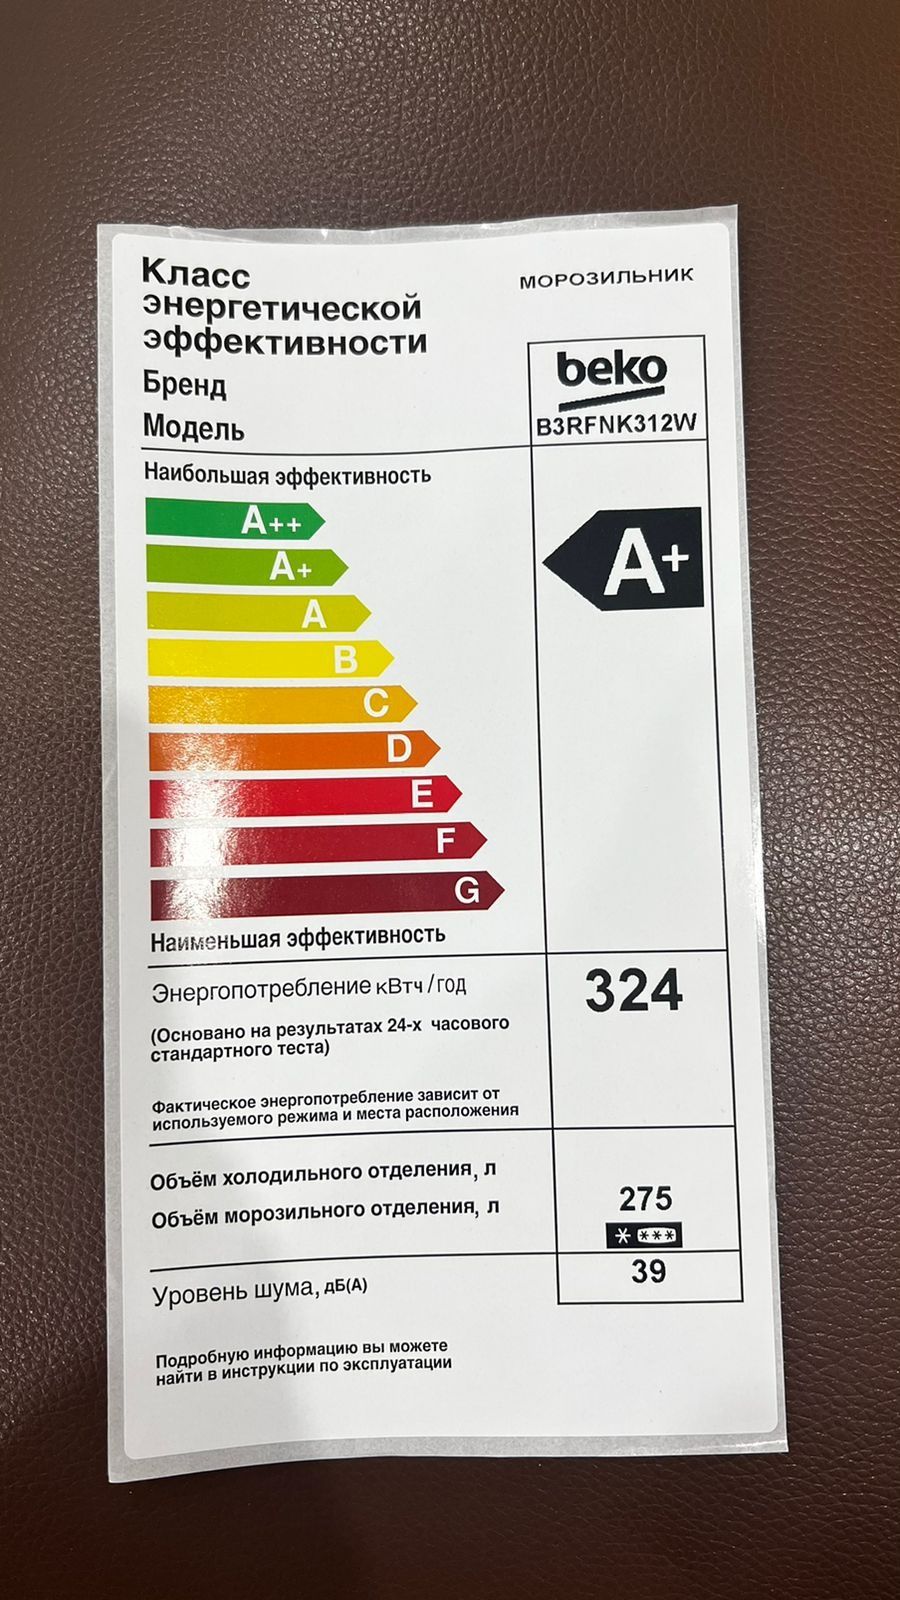 Класс
энергетической
эффективности
МОРОЗИЛЬНИК
Бренд
beko
Модель
B3RFNK312W
Наибольшая эффективность
A++
A+
A+
A
B
C
D
E
F
G
Наименьшая эффективность
Энергопотребление кВтч/год
324
(Основано на результатах 24-х часового
стандартного теста)
Фактическое энергопотребление зависит от
используемого режима и места расположения
Объём холодильного отделения, л
Объём морозильного отделения, л
275
* ***
Уровень шума, дБ(А)
39
Подробную информацию вы можете
найти в инструкции по эксплуатации